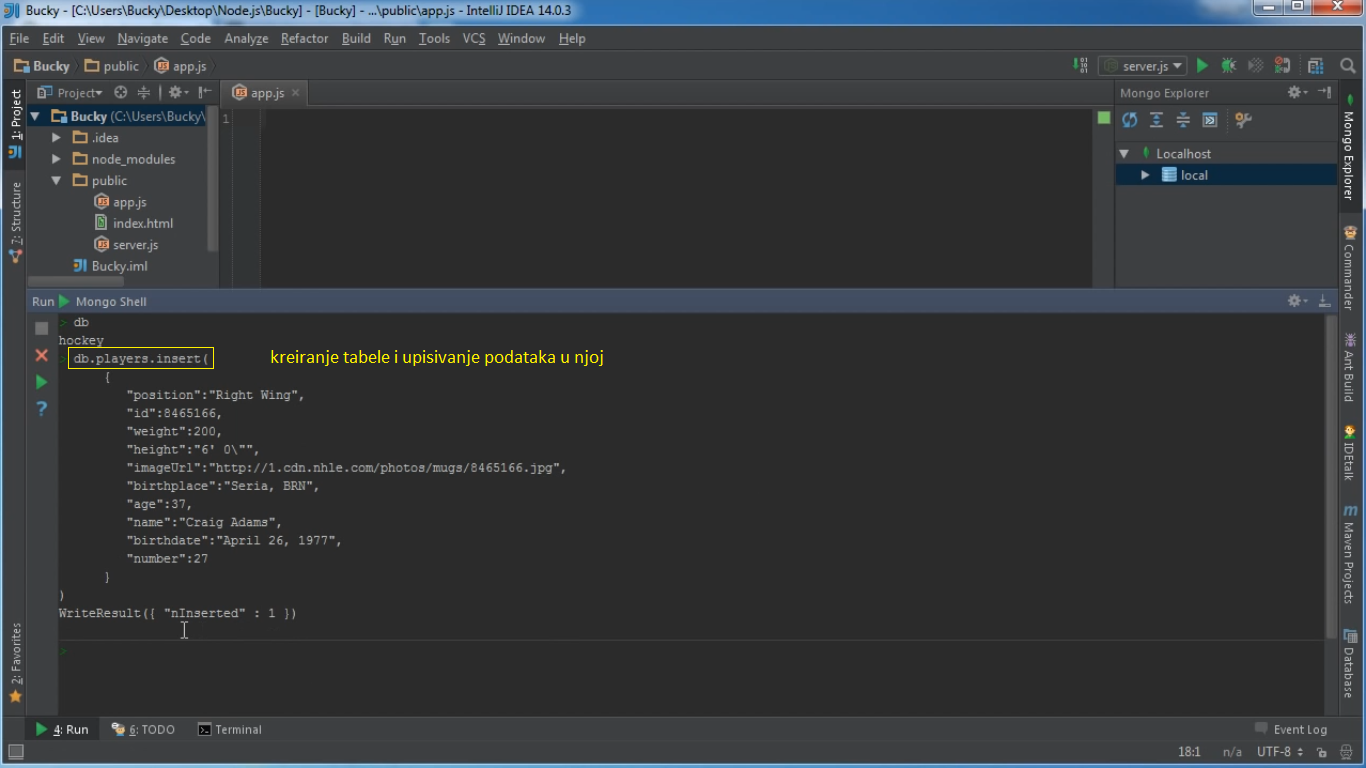 Bucky - [C:\Users\Bucky\Desktop\Node.js\Bucky] - [Bucky] - ...\public\app.js - IntelliJ IDEA 14.0.3
File Edit View Navigate Code Analyze Refactor Build Run Tools VCS Window Help
Bucky public app.js server.js
1: Project
7: Structure
2: Favorites
Project
Bucky (C:\Users\Bucky\
.idea
node_modules
public
app.js
index.html
server.js
Bucky.iml
app.js
1
Mongo Explorer
Localhost
local
Mongo Explorer
Commander
Ant Build
IDEtalk
Maven Projects
Database
Run Mongo Shell
> db
hockey
> db.players.insert(
kreiranje tabele i upisivanje podataka u njoj
{
"position":"Right Wing",
"id":8465166,
"weight":200,
"height":"6' 0\"",
"imageUrl":"http://1.cdn.nhle.com/photos/mugs/8465166.jpg",
"birthplace":"Seria, BRN",
"age":37,
"name":"Craig Adams",
"birthdate":"April 26, 1977",
"number":27
}
)
WriteResult({ "nInserted" : 1 })
>
4: Run 6: TODO Terminal Event Log
18:1 n/a UTF-8